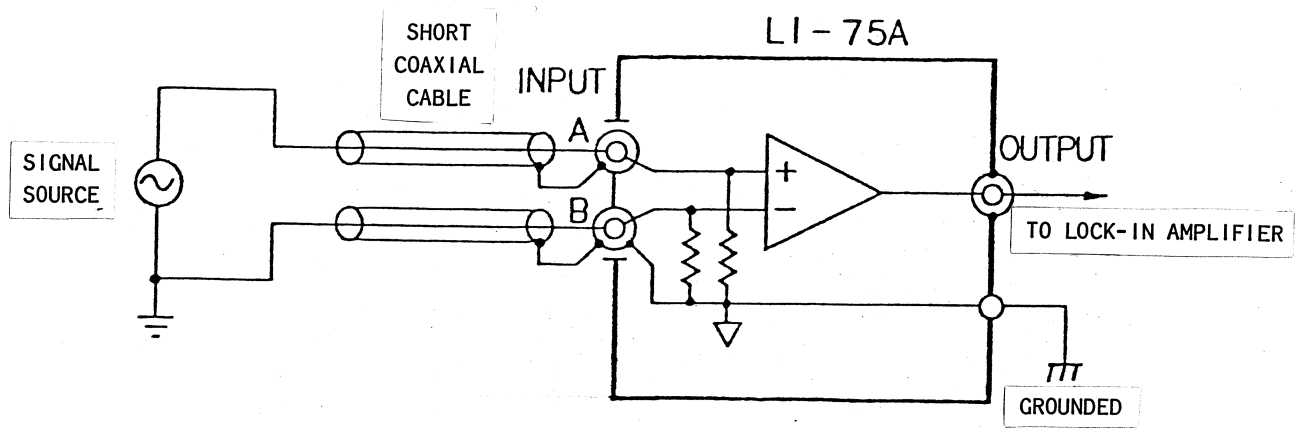 LI-75A
SHORT
COAXIAL
CABLE
INPUT
A
OUTPUT
SIGNAL
SOURCE
B
+
−
TO LOCK-IN AMPLIFIER
GROUNDED